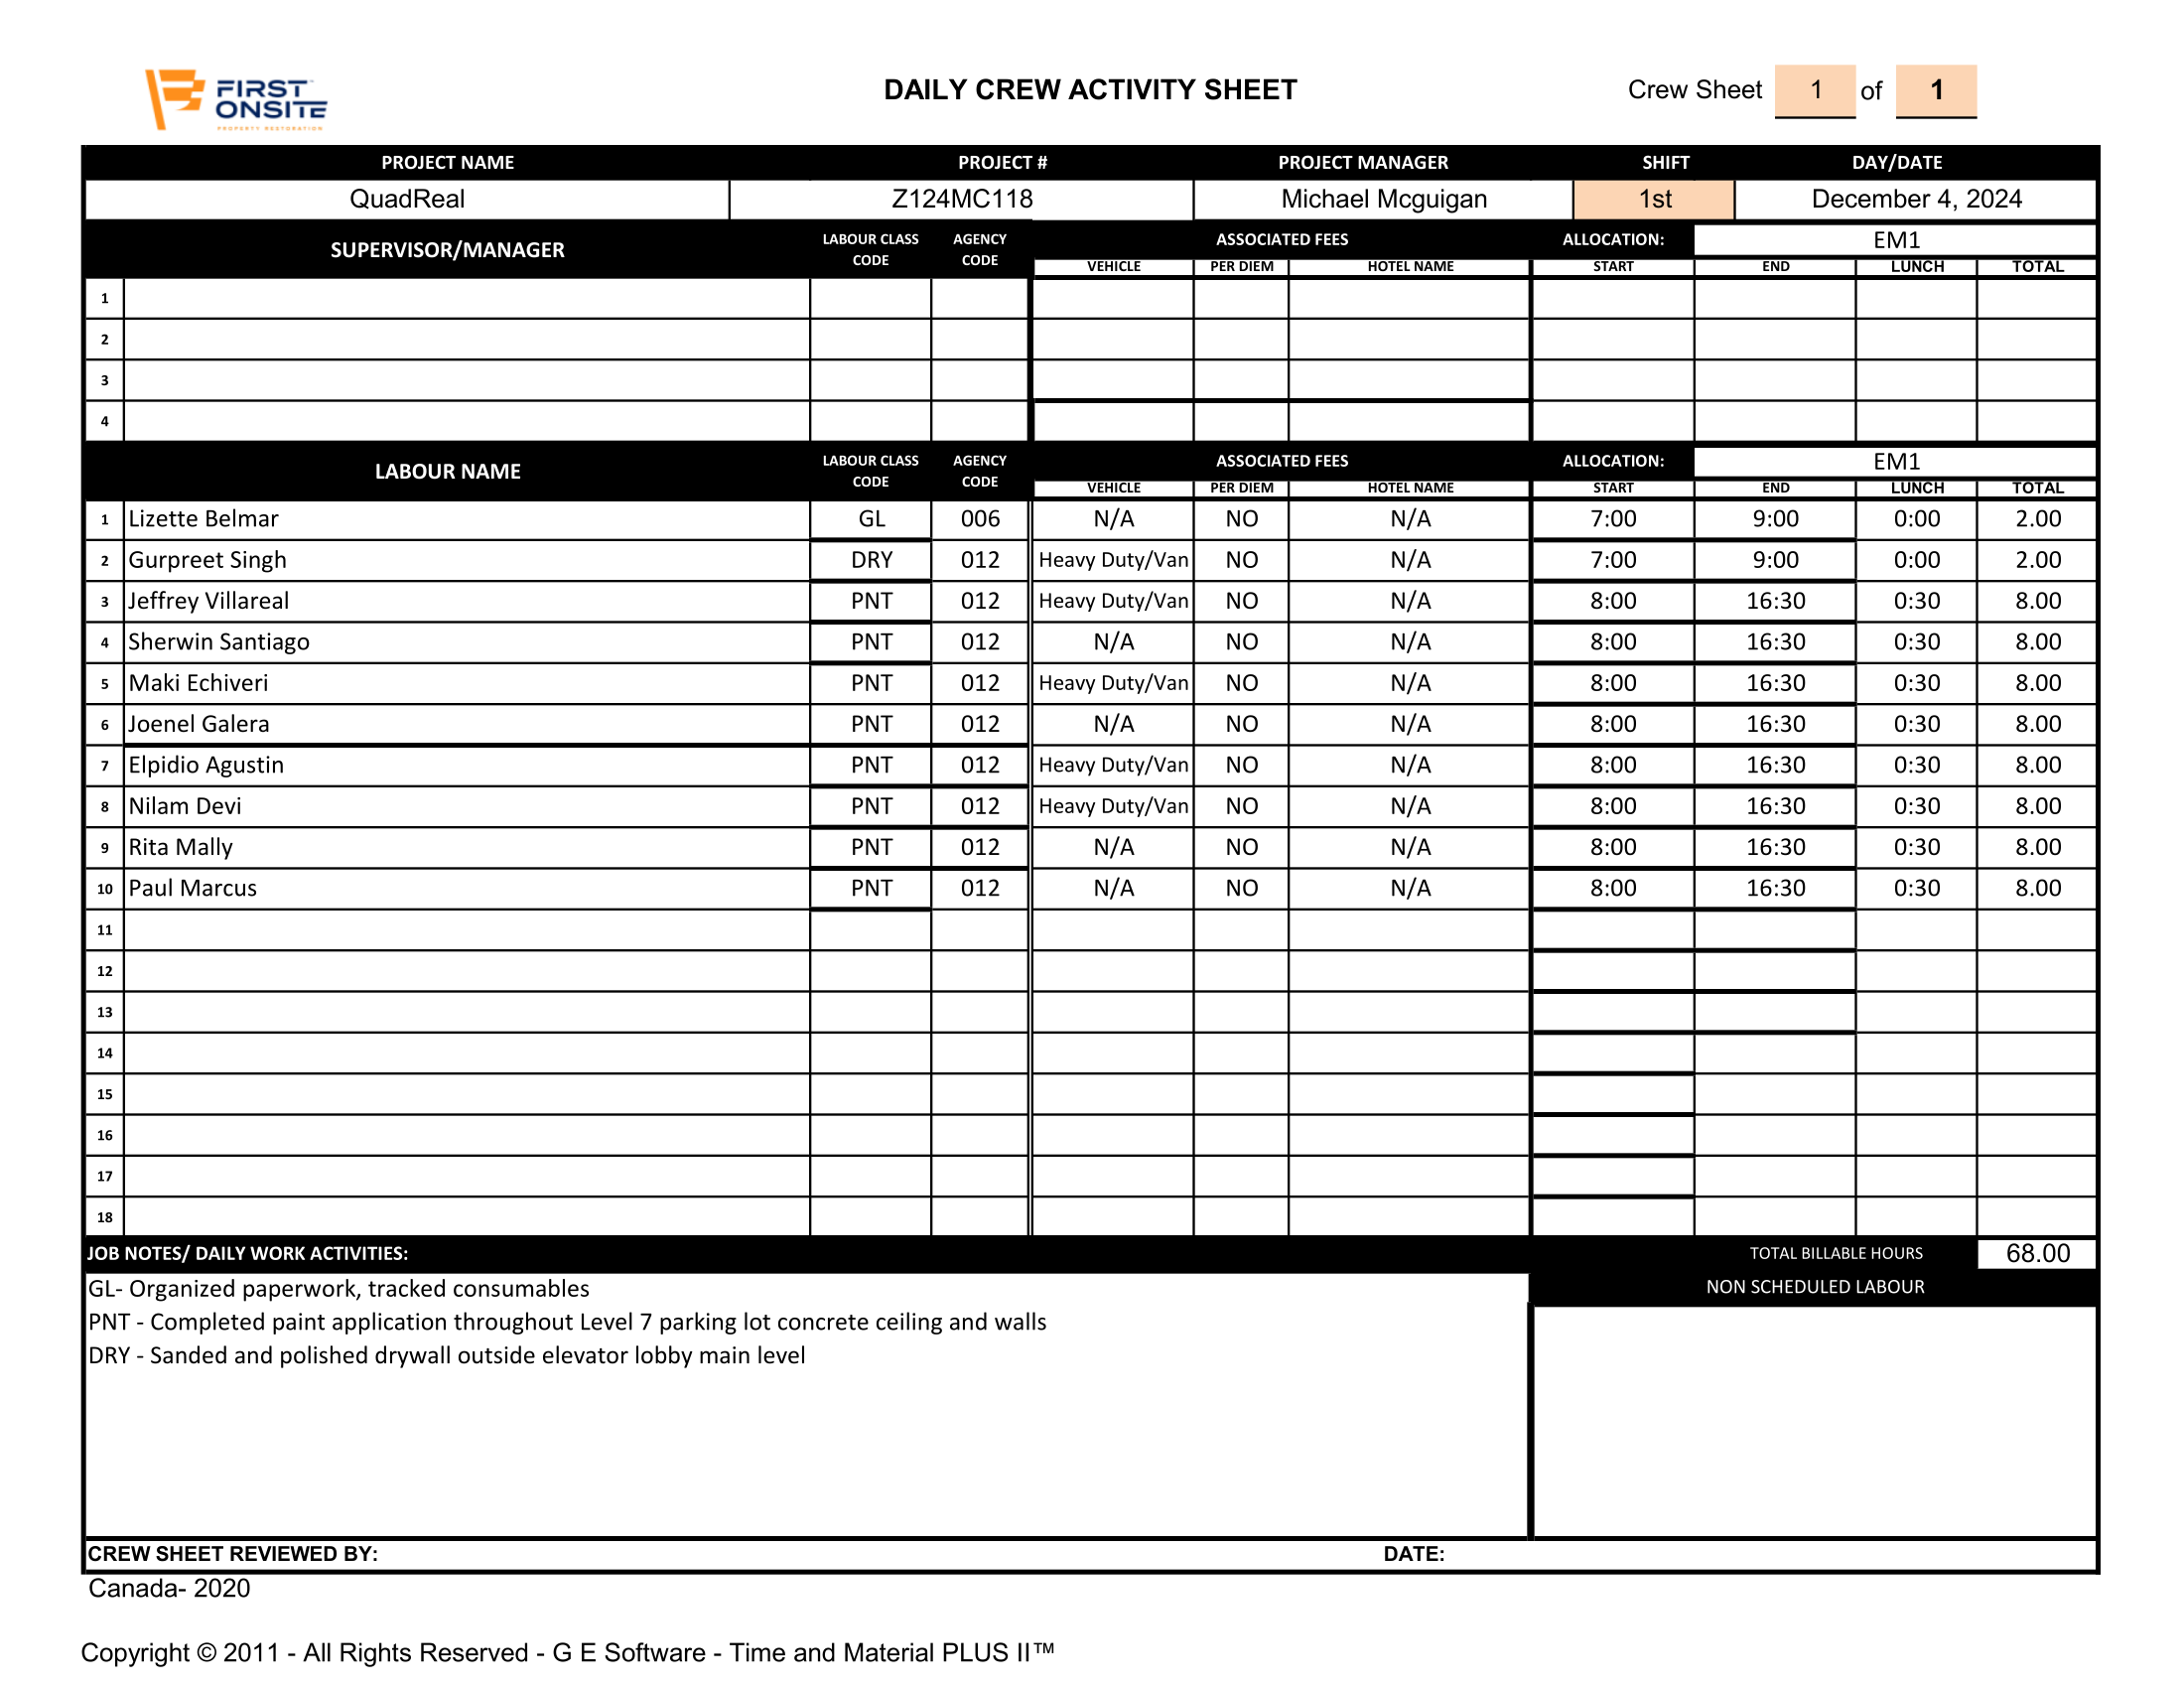 FIRST ONSITE PROPERTY RESTORATION
DAILY CREW ACTIVITY SHEET
Crew Sheet 1 of 1
PROJECT NAME PROJECT # PROJECT MANAGER SHIFT DAY/DATE
QuadReal Z124MC118 Michael Mcguigan 1st December 4, 2024
SUPERVISOR/MANAGER LABOUR CLASS CODE AGENCY CODE ASSOCIATED FEES ALLOCATION: EM1
VEHICLE PER DIEM HOTEL NAME START END LUNCH TOTAL
1
2
3
4
LABOUR NAME LABOUR CLASS CODE AGENCY CODE ASSOCIATED FEES ALLOCATION: EM1
VEHICLE PER DIEM HOTEL NAME START END LUNCH TOTAL
1 Lizette Belmar GL 006 N/A NO N/A 7:00 9:00 0:00 2.00
2 Gurpreet Singh DRY 012 Heavy Duty/Van NO N/A 7:00 9:00 0:00 2.00
3 Jeffrey Villareal PNT 012 Heavy Duty/Van NO N/A 8:00 16:30 0:30 8.00
4 Sherwin Santiago PNT 012 N/A NO N/A 8:00 16:30 0:30 8.00
5 Maki Echiveri PNT 012 Heavy Duty/Van NO N/A 8:00 16:30 0:30 8.00
6 Joenel Galera PNT 012 N/A NO N/A 8:00 16:30 0:30 8.00
7 Elpidio Agustin PNT 012 Heavy Duty/Van NO N/A 8:00 16:30 0:30 8.00
8 Nilam Devi PNT 012 Heavy Duty/Van NO N/A 8:00 16:30 0:30 8.00
9 Rita Mally PNT 012 N/A NO N/A 8:00 16:30 0:30 8.00
10 Paul Marcus PNT 012 N/A NO N/A 8:00 16:30 0:30 8.00
11
12
13
14
15
16
17
18
JOB NOTES/ DAILY WORK ACTIVITIES: TOTAL BILLABLE HOURS 68.00
GL- Organized paperwork, tracked consumables NON SCHEDULED LABOUR
PNT - Completed paint application throughout Level 7 parking lot concrete ceiling and walls
DRY - Sanded and polished drywall outside elevator lobby main level
CREW SHEET REVIEWED BY: DATE:
Canada- 2020
Copyright © 2011 - All Rights Reserved - G E Software - Time and Material PLUS II™